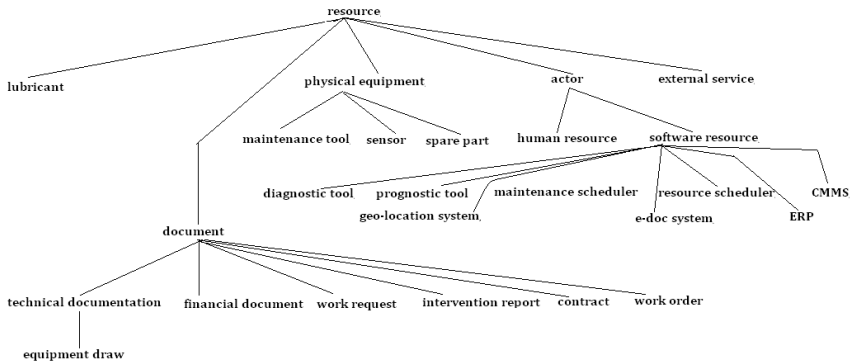 resource
lubricant
physical equipment
actor
external service
maintenance tool
sensor
spare part
human resource
software resource
diagnostic tool
prognostic tool
maintenance scheduler
resource scheduler
CMMS
geo-location system
e-doc system
ERP
document
technical documentation
financial document
work request
intervention report
contract
work order
equipment draw